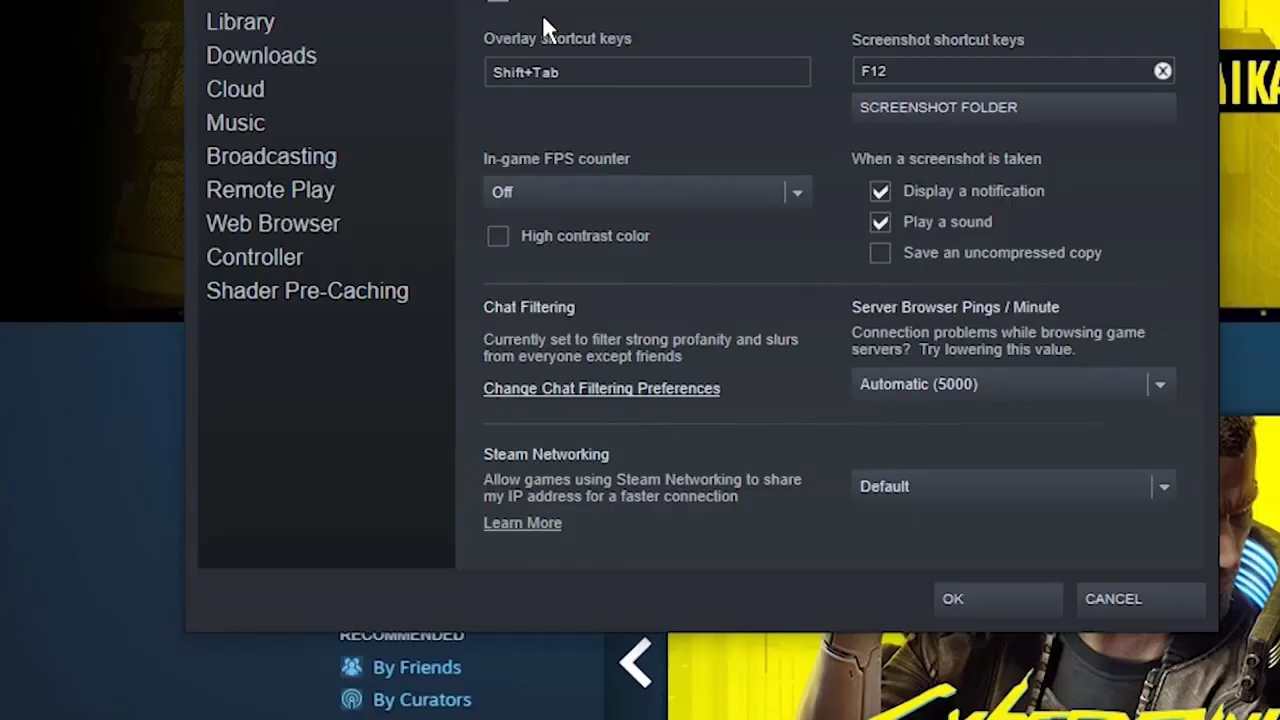 Library
Downloads
Cloud
Music
Broadcasting
Remote Play
Web Browser
Controller
Shader Pre-Caching
Overlay shortcut keys
Shift+Tab
Screenshot shortcut keys
F12
SCREENSHOT FOLDER
In-game FPS counter
Off
High contrast color
When a screenshot is taken
Display a notification
Play a sound
Save an uncompressed copy
Chat Filtering
Currently set to filter strong profanity and slurs
from everyone except friends
Change Chat Filtering Preferences
Server Browser Pings / Minute
Connection problems while browsing game
servers? Try lowering this value.
Automatic (5000)
Steam Networking
Allow games using Steam Networking to share
my IP address for a faster connection
Learn More
Default
OK
CANCEL
RECOMMENDED
By Friends
By Curators